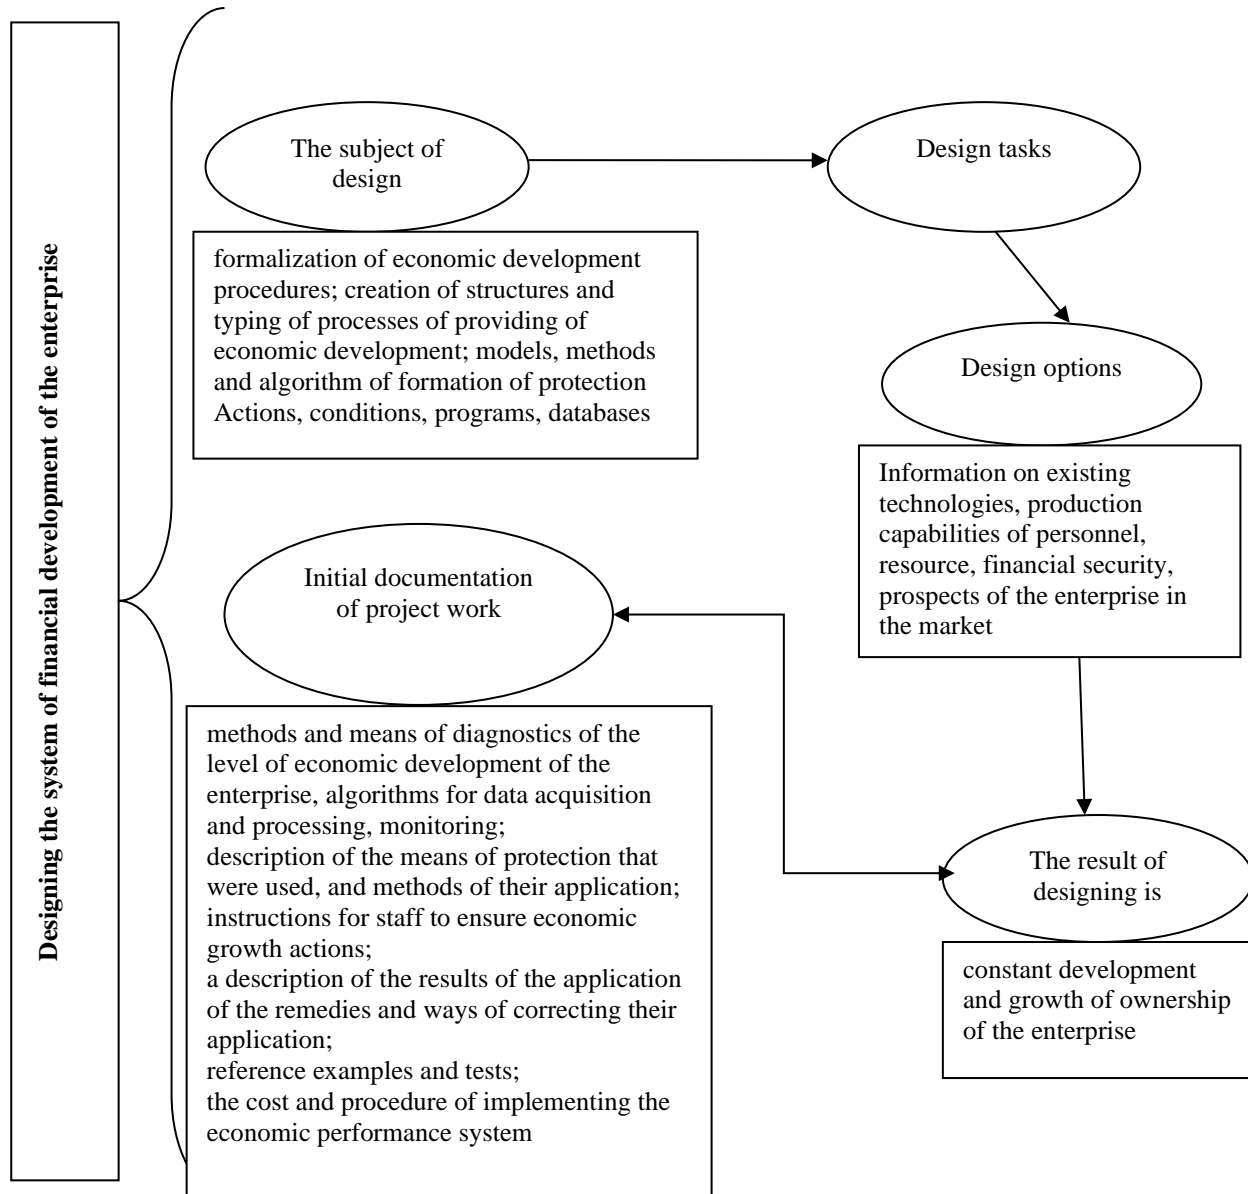 Designing the system of financial development of the enterprise
The subject of
design
Design tasks
formalization of economic development
procedures; creation of structures and
typing of processes of providing of
economic development; models, methods
and algorithm of formation of protection
Actions, conditions, programs, databases
Design options
Information on existing
technologies, production
capabilities of personnel,
resource, financial security,
prospects of the enterprise in
the market
Initial documentation
of project work
methods and means of diagnostics of the
level of economic development of the
enterprise, algorithms for data acquisition
and processing, monitoring;
description of the means of protection that
were used, and methods of their application;
instructions for staff to ensure economic
growth actions;
a description of the results of the application
of the remedies and ways of correcting their
application;
reference examples and tests;
the cost and procedure of implementing the
economic performance system
The result of
designing is
constant development
and growth of ownership
of the enterprise